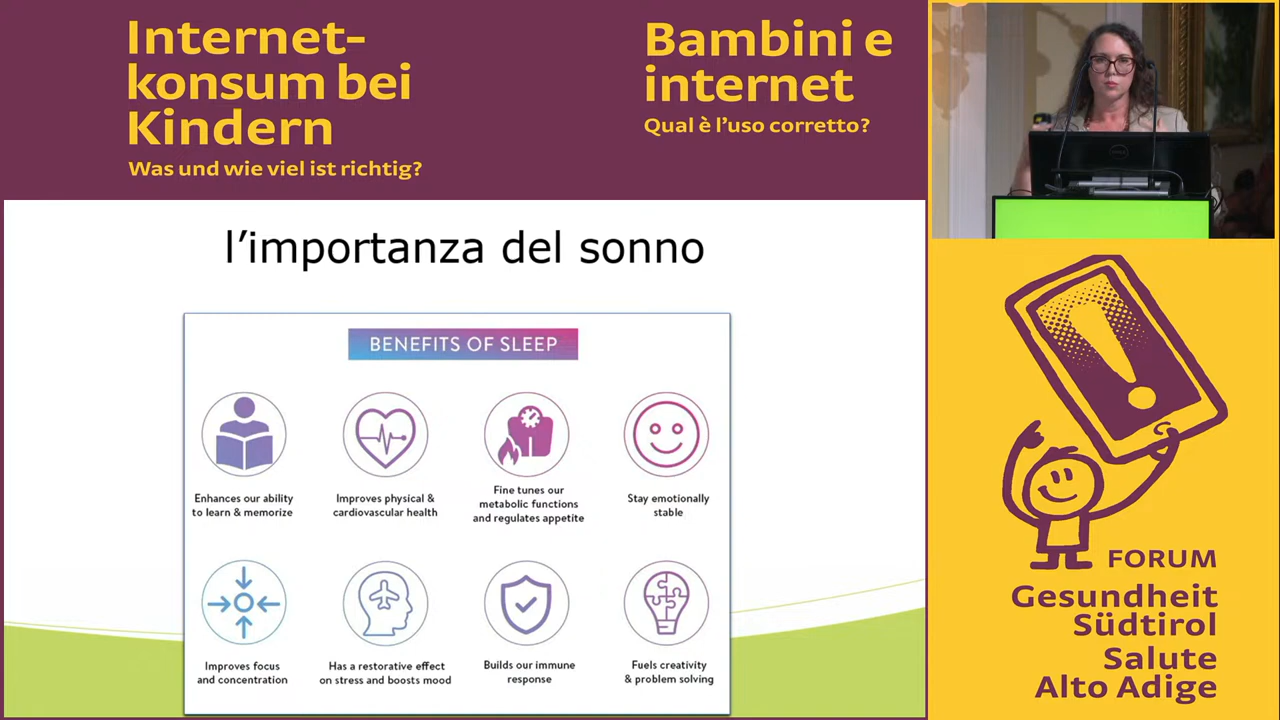 Internet-
konsum bei
Kindern
Was und wie viel ist richtig?
Bambini e
internet
Qual è l'uso corretto?
l'importanza del sonno
BENEFITS OF SLEEP
Enhances our ability
to learn & memorize
Improves physical &
cardiovascular health
Fine tunes our
metabolic functions
and regulates appetite
Stay emotionally
stable
Improves focus
and concentration
Has a restorative effect
on stress and boosts mood
Builds our immune
response
Fuels creativity
& problem solving
FORUM
Gesundheit
Südtirol
Salute
Alto Adige